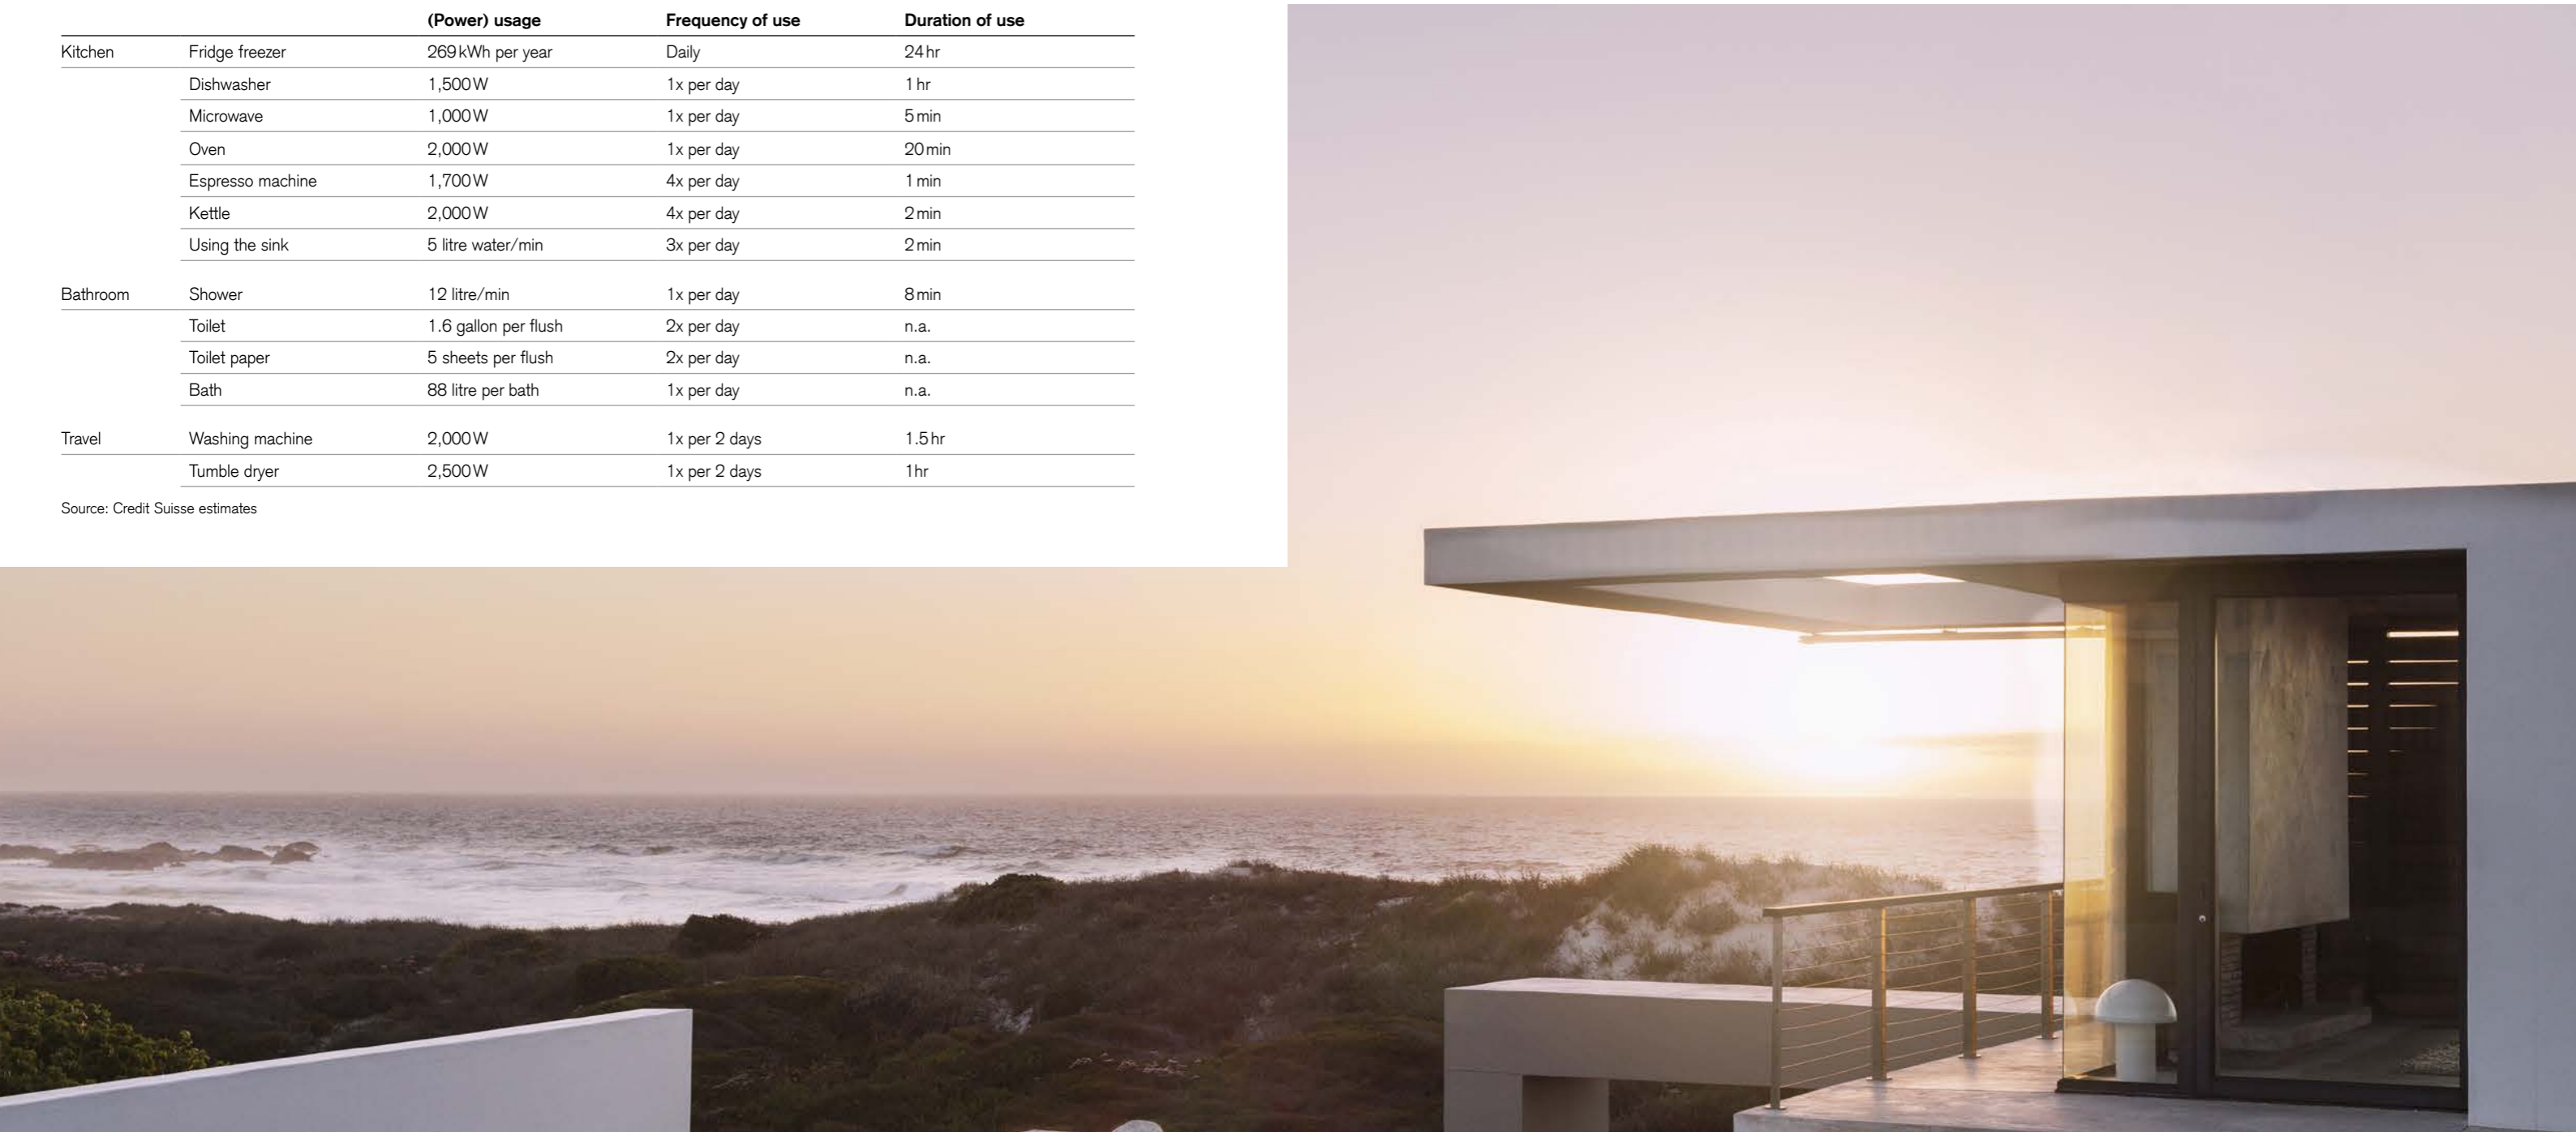 (Power) usage Frequency of use Duration of use
Kitchen Fridge freezer 269 kWh per year Daily 24 hr
Dishwasher 1,500 W 1x per day 1 hr
Microwave 1,000 W 1x per day 5 min
Oven 2,000 W 1x per day 20 min
Espresso machine 1,700 W 4x per day 1 min
Kettle 2,000 W 4x per day 2 min
Using the sink 5 litre water/min 3x per day 2 min
Bathroom Shower 12 litre/min 1x per day 8 min
Toilet 1.6 gallon per flush 2x per day n.a.
Toilet paper 5 sheets per flush 2x per day n.a.
Bath 88 litre per bath 1x per day n.a.
Travel Washing machine 2,000 W 1x per 2 days 1.5 hr
Tumble dryer 2,500 W 1x per 2 days 1hr
Source: Credit Suisse estimates